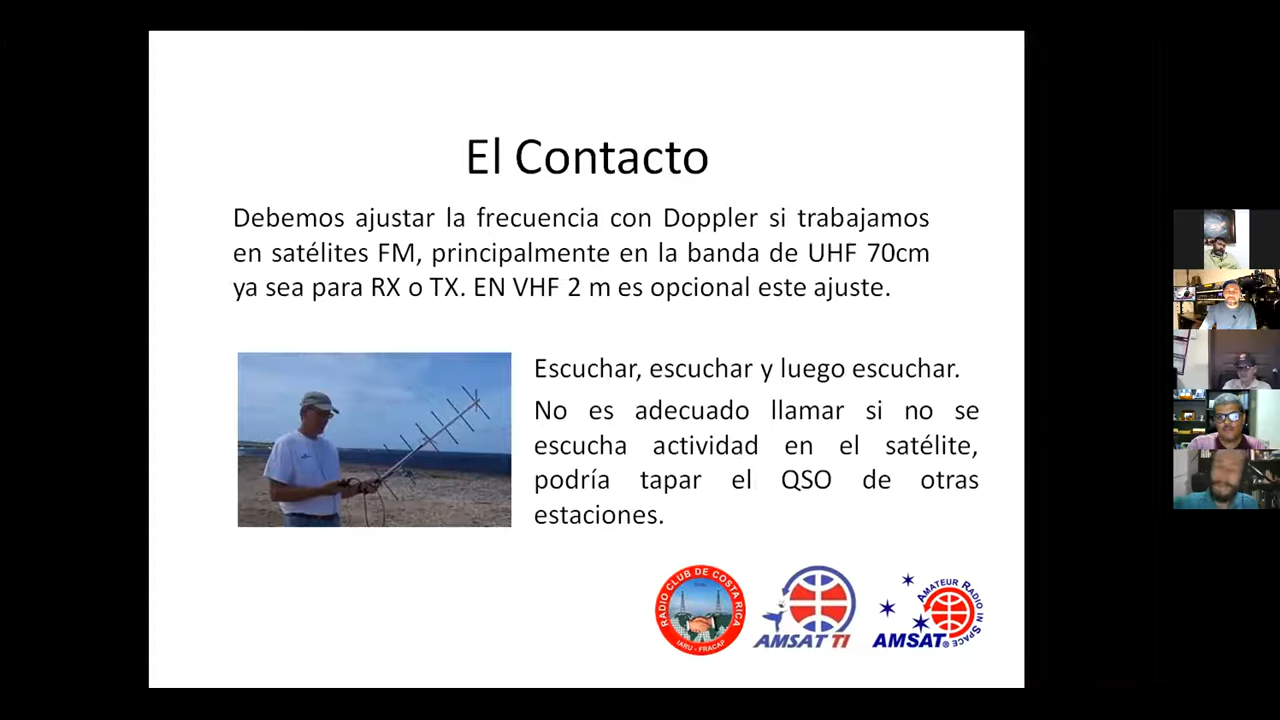 El Contacto
Debemos ajustar la frecuencia con Doppler si trabajamos
en satélites FM, principalmente en la banda de UHF 70cm
ya sea para RX o TX. EN VHF 2 m es opcional este ajuste.
Escuchar, escuchar y luego escuchar.
No es adecuado llamar si no se
escucha actividad en el satélite,
podría tapar el QSO de otras
estaciones.
RADIO CLUB DE COSTA RICA
IARU - FRACAP
AMSAT TI
AMATEUR RADIO IN SPACE
AMSAT®